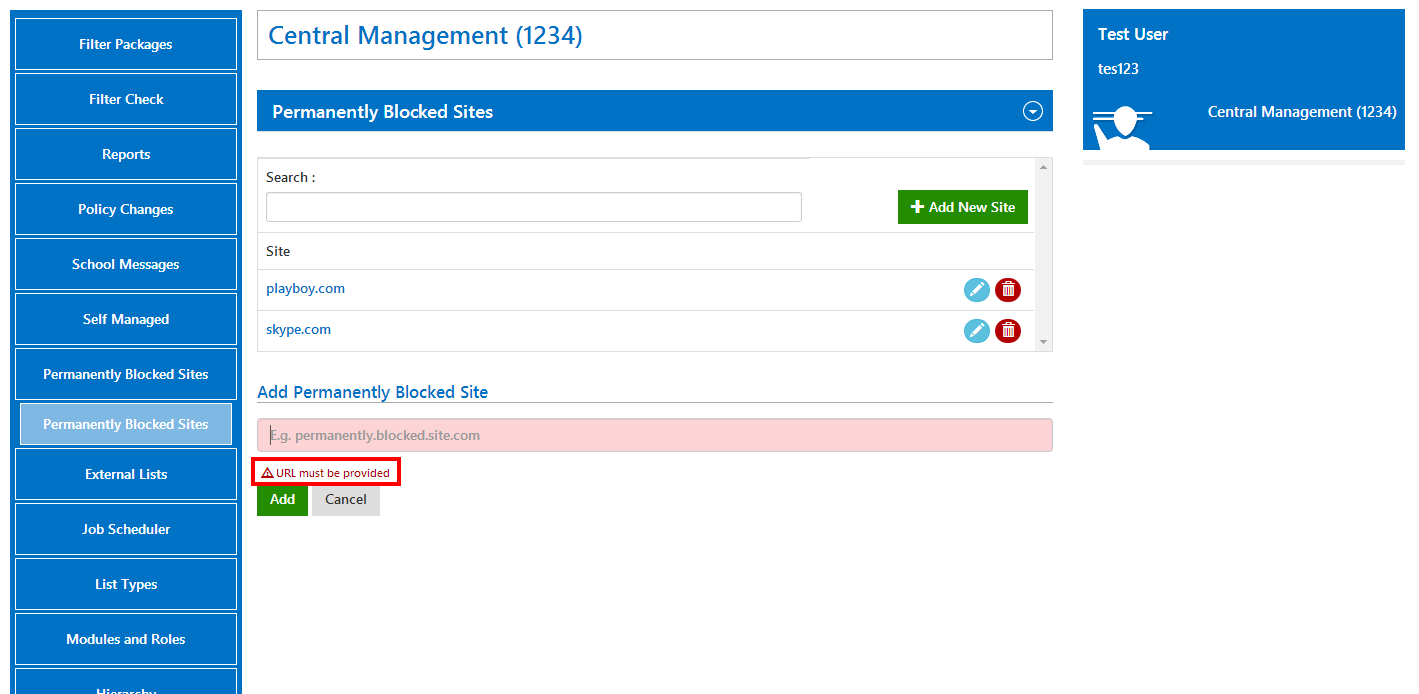 Filter Packages
Filter Check
Reports
Policy Changes
School Messages
Self Managed
Permanently Blocked Sites
Permanently Blocked Sites
External Lists
Job Scheduler
List Types
Modules and Roles
Hierarchy
Central Management (1234)
Permanently Blocked Sites
Search :
Add New Site
Site
playboy.com
skype.com
Add Permanently Blocked Site
E.g. permanently.blocked.site.com
URL must be provided
Add Cancel
Test User
tes123
Central Management (1234)